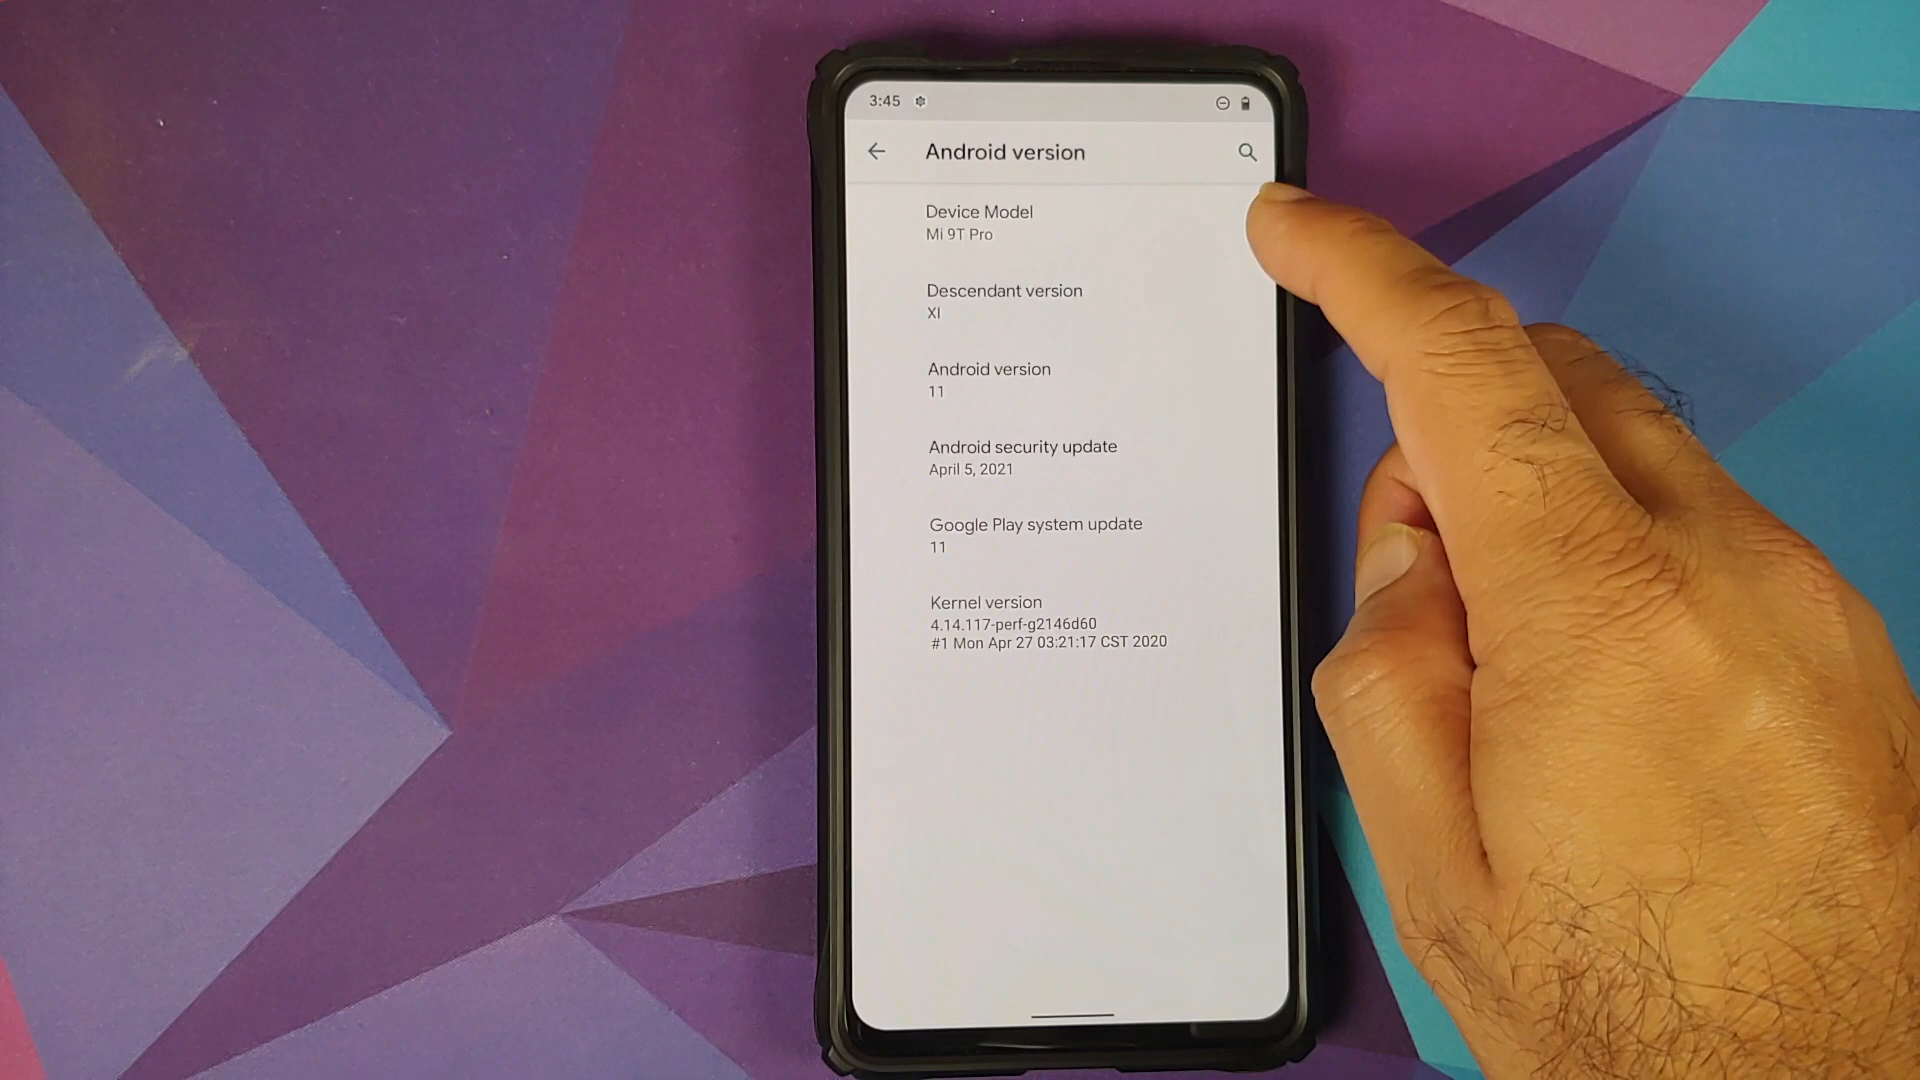 3:45
Android version
Device Model
Mi 9T Pro
Descendant version
XI
Android version
11
Android security update
April 5, 2021
Google Play system update
11
Kernel version
4.14.117-perf-g2146d60
#1 Mon Apr 27 03:21:17 CST 2020